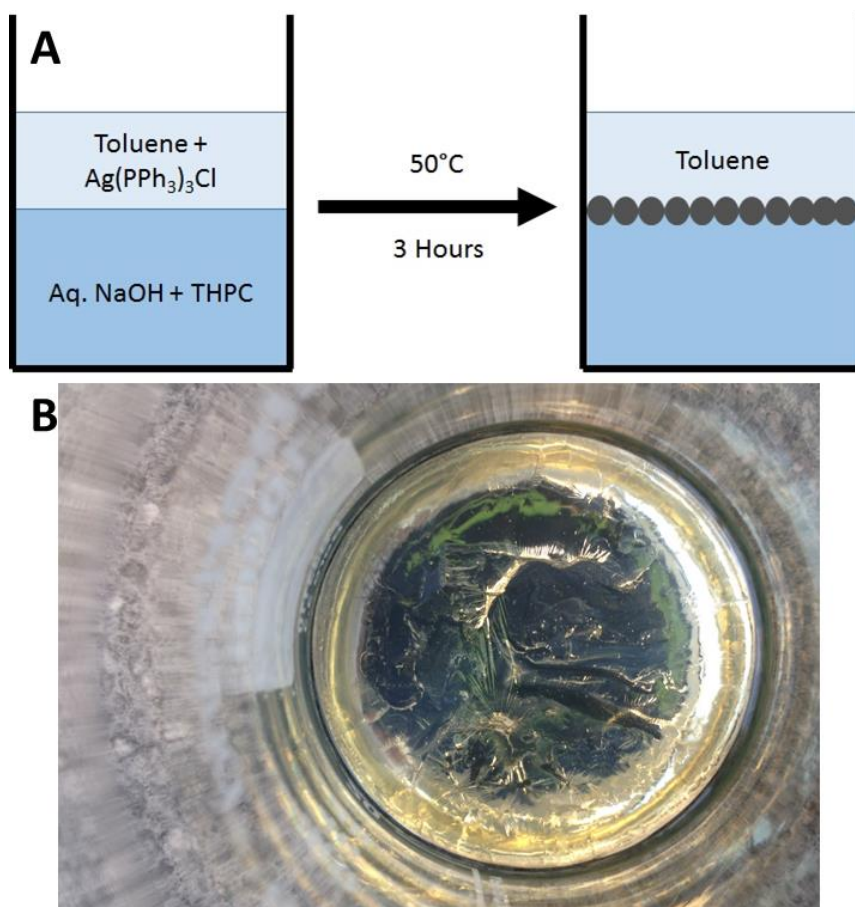 A
Toluene +
Ag(PPh₃)₃Cl
Aq. NaOH + THPC
50°C
3 Hours
Toluene
B